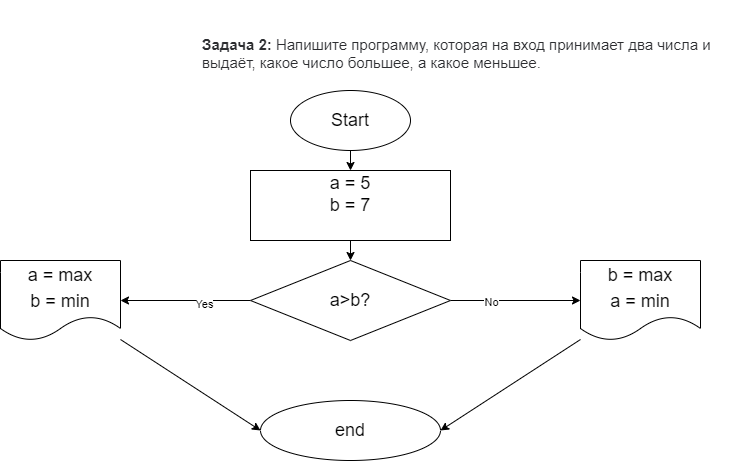 Задача 2: Напишите программу, которая на вход принимает два числа и
выдаёт, какое число большее, а какое меньшее.
Start
a = 5
b = 7
a = max
b = min
Yes
a>b?
No
b = max
a = min
end